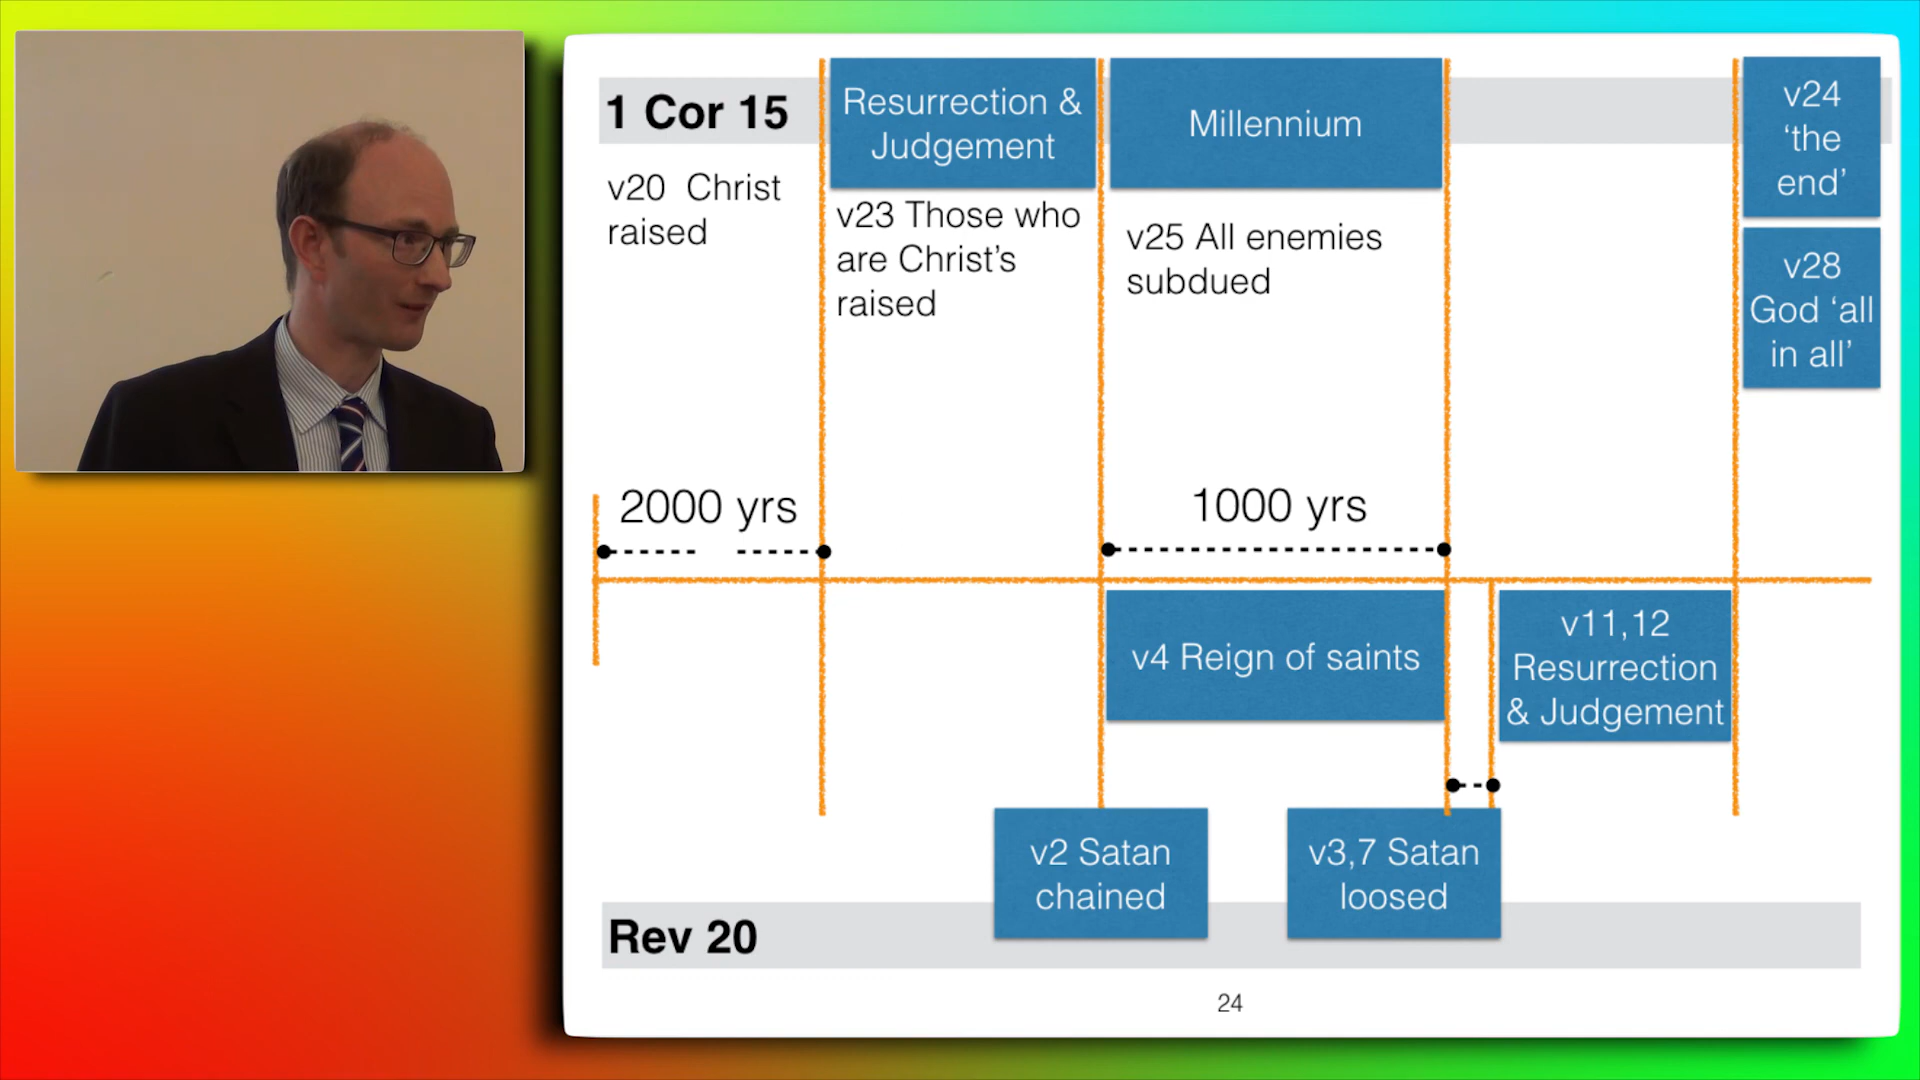 1 Cor 15
v20  Christ
raised
Resurrection &
Judgement
v23 Those who
are Christ’s
raised
Millennium
v25 All enemies
subdued
v24
‘the
end’
v28
God ‘all
in all’
2000 yrs
1000 yrs
v4 Reign of saints
v11,12
Resurrection
& Judgement
v2 Satan
chained
v3,7 Satan
loosed
Rev 20
24